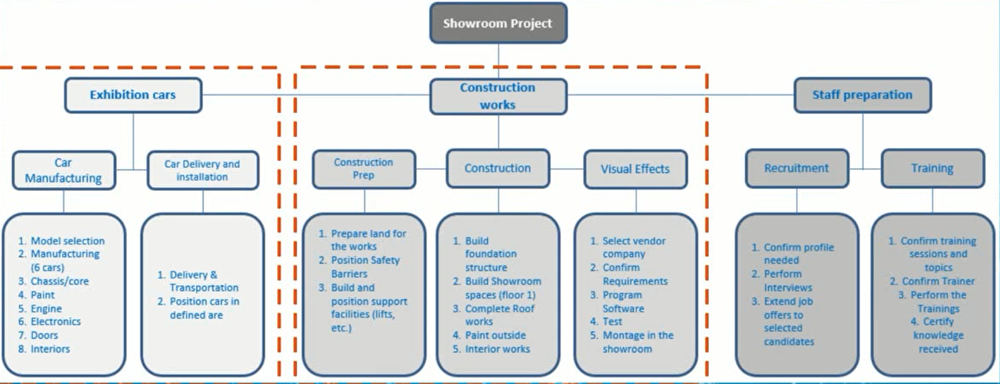 Showroom Project
Exhibition cars
Construction
works
Staff preparation
Car
Manufacturing
Car Delivery and
installation
Construction
Prep
Construction
Visual Effects
Recruitment
Training
1. Model selection
2. Manufacturing
(6 cars)
3. Chassis/core
4. Paint
5. Engine
6. Electronics
7. Doors
8. Interiors
1. Delivery &
Transportation
2. Position cars in
defined are
1. Prepare land for
the works
2. Position Safety
Barriers
3. Build and
position support
facilities (lifts,
etc.)
1. Build
foundation
structure
2. Build Showroom
spaces (floor 1)
3. Complete Roof
works
4. Paint outside
5. Interior works
1. Select vendor
company
2. Confirm
Requirements
3. Program
Software
4. Test
5. Montage in the
showroom
1. Confirm profile
needed
2. Perform
Interviews
3. Extend job
offers to
selected
candidates
1. Confirm training
sessions and
topics
2. Confirm Trainer
3. Perform the
Trainings
4. Certify
knowledge
received